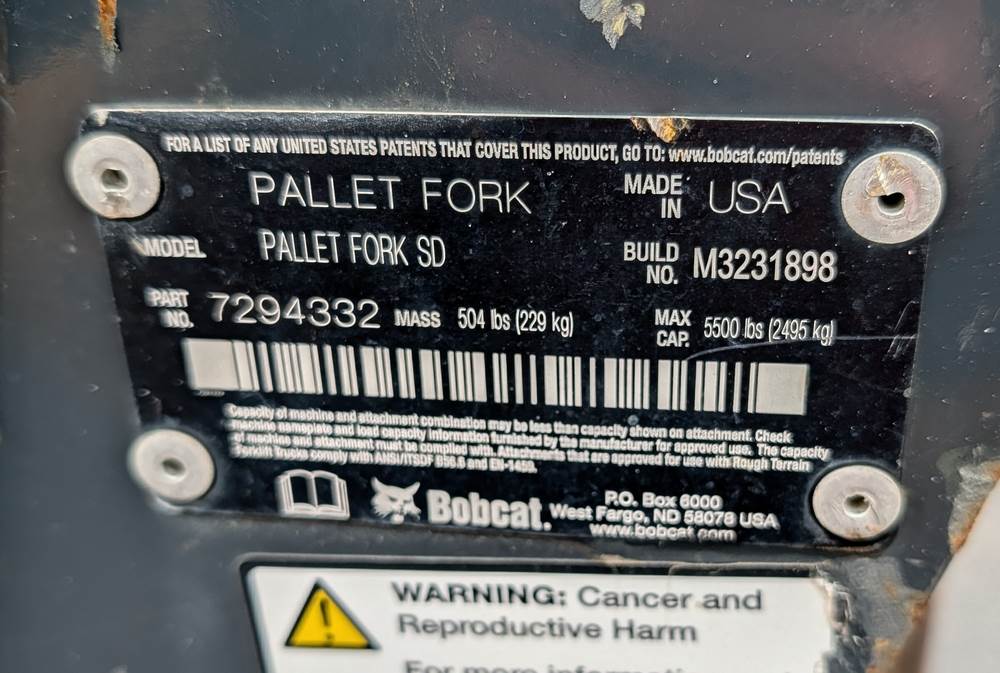 FOR A LIST OF ANY UNITED STATES PATENTS THAT COVER THIS PRODUCT, GO TO: www.bobcat.com/patents
PALLET FORK MADE IN USA
MODEL PALLET FORK SD BUILD NO. M3231898
PART NO. 7294332 MASS 504 lbs (229 kg) MAX CAP. 5500 lbs (2495 kg)
Capacity of machine and attachment combination may be less than capacity shown on attachment. Check
machine nameplate and load capacity information furnished by the manufacturer for approved use. The capacity
of machine and attachment must be complied with. Attachments that are approved for use with Rough Terrain
Forklift Trucks comply with ANSI/ITSDF B56.6 and EN-1459.
Bobcat. P.O. Box 6000
West Fargo, ND 58078 USA
www.bobcat.com
WARNING: Cancer and
Reproductive Harm
For more information